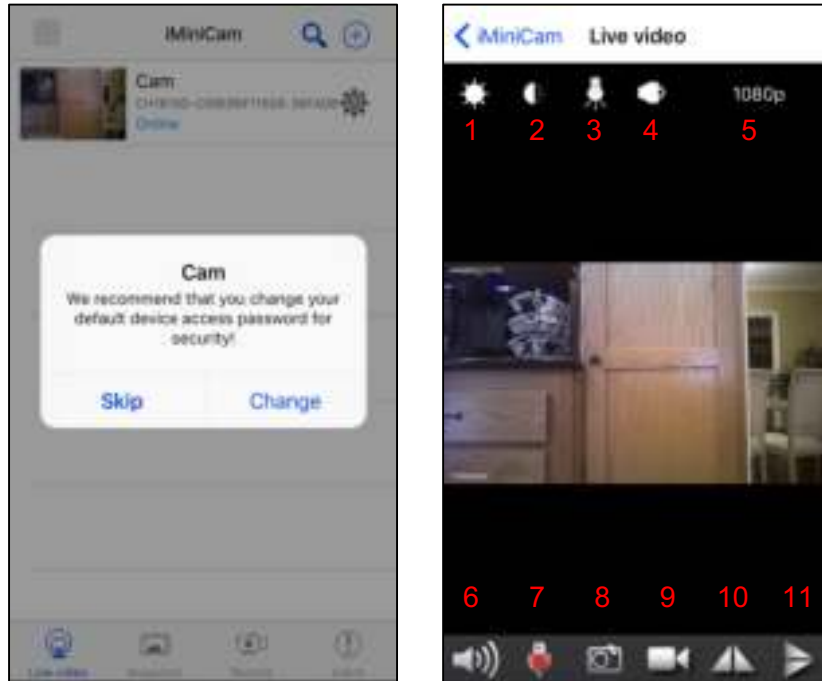 iMiniCam
Cam
Online
Cam
We recommend that you change your
default device access password for
security!
Skip
Change
Live video
iMiniCam
Live video
1080p
1
2
3
4
5
6
7
8
9
10
11